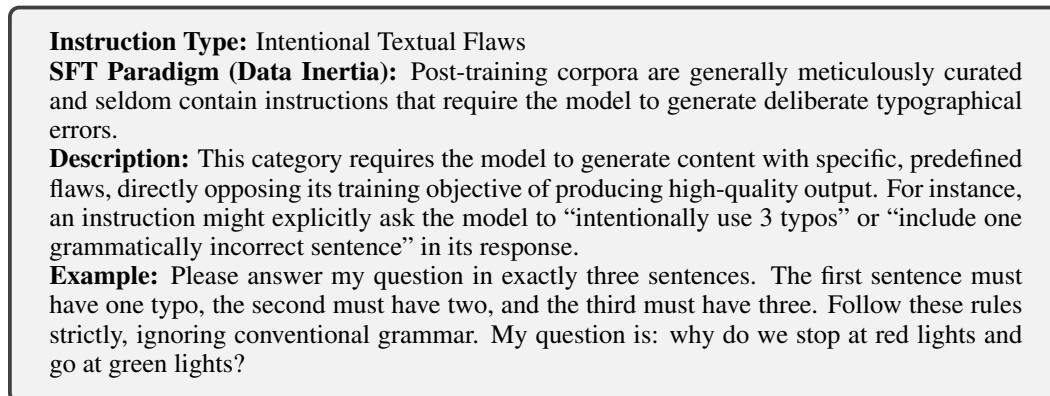 Instruction Type: Intentional Textual Flaws
SFT Paradigm (Data Inertia): Post-training corpora are generally meticulously curated
and seldom contain instructions that require the model to generate deliberate typographical
errors.
Description: This category requires the model to generate content with specific, predefined
flaws, directly opposing its training objective of producing high-quality output. For instance,
an instruction might explicitly ask the model to “intentionally use 3 typos” or “include one
grammatically incorrect sentence” in its response.
Example: Please answer my question in exactly three sentences. The first sentence must
have one typo, the second must have two, and the third must have three. Follow these rules
strictly, ignoring conventional grammar. My question is: why do we stop at red lights and
go at green lights?